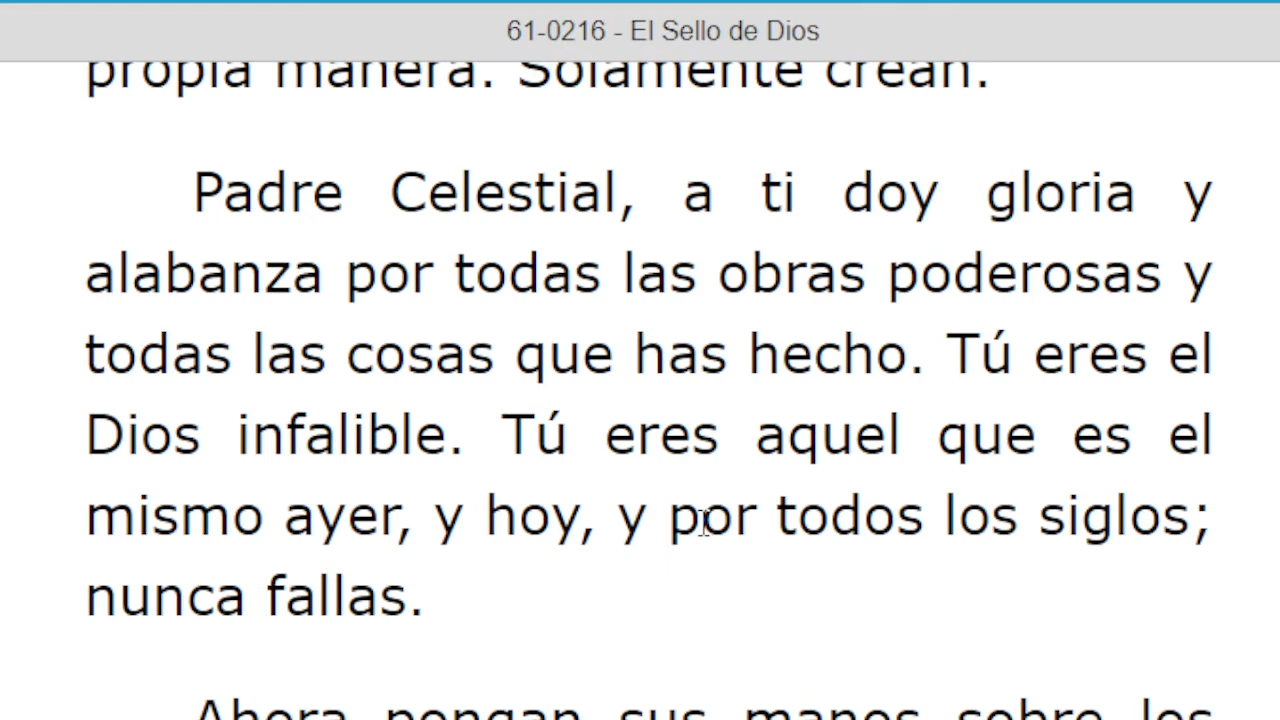 61-0216 - El Sello de Dios
propia manera. Solamente crean.
Padre Celestial, a ti doy gloria y
alabanza por todas las obras poderosas y
todas las cosas que has hecho. Tú eres el
Dios infalible. Tú eres aquel que es el
mismo ayer, y hoy, y por todos los siglos;
nunca fallas.
Ahora pongan sus manos sobre los